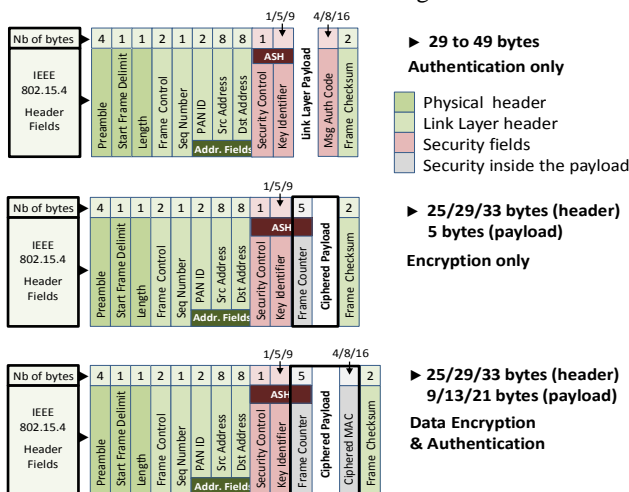 1/5/9 4/8/16
Nb of bytes 4 1 1 2 1 2 8 8 1 2
IEEE
802.15.4
Header
Fields
Preamble
Start Frame Delimit
Length
Frame Control
Seq Number
PAN ID
Src Address
Dst Address
Addr. Fields
ASH
Security Control
Key Identifier
Link Layer Payload
Msg Auth Code
Frame Checksum
► 29 to 49 bytes
Authentication only
Physical header
Link Layer header
Security fields
Security inside the payload
1/5/9
Nb of bytes 4 1 1 2 1 2 8 8 1 5 2
IEEE
802.15.4
Header
Fields
Preamble
Start Frame Delimit
Length
Frame Control
Seq Number
PAN ID
Src Address
Dst Address
Addr. Fields
ASH
Security Control
Key Identifier
Frame Counter
Ciphered Payload
Frame Checksum
► 25/29/33 bytes (header)
5 bytes (payload)
Encryption only
1/5/9 4/8/16
Nb of bytes 4 1 1 2 1 2 8 8 1 5 2
IEEE
802.15.4
Header
Fields
Preamble
Start Frame Delimit
Length
Frame Control
Seq Number
PAN ID
Src Address
Dst Address
Addr. Fields
ASH
Security Control
Key Identifier
Frame Counter
Ciphered Payload
Ciphered MAC
Frame Checksum
► 25/29/33 bytes (header)
9/13/21 bytes (payload)
Data Encryption
& Authentication